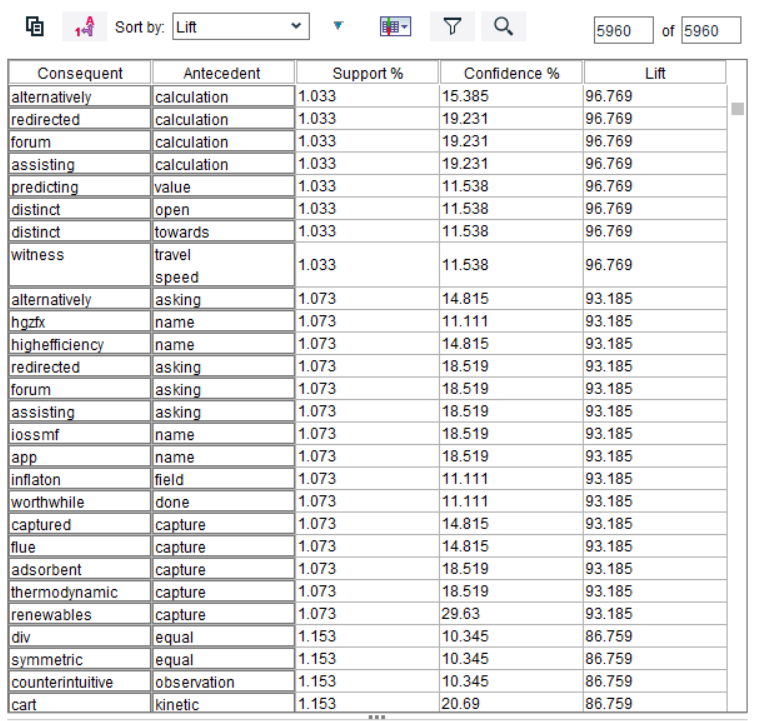 Sort by: Lift 5960 of 5960
Consequent Antecedent Support % Confidence % Lift
alternatively calculation 1.033 15.385 96.769
redirected calculation 1.033 19.231 96.769
forum calculation 1.033 19.231 96.769
assisting calculation 1.033 19.231 96.769
predicting value 1.033 11.538 96.769
distinct open 1.033 11.538 96.769
distinct towards 1.033 11.538 96.769
witness travel
speed 1.033 11.538 96.769
alternatively asking 1.073 14.815 93.185
hgzfx name 1.073 11.111 93.185
highefficiency name 1.073 14.815 93.185
redirected asking 1.073 18.519 93.185
forum asking 1.073 18.519 93.185
assisting asking 1.073 18.519 93.185
iossmf name 1.073 18.519 93.185
app name 1.073 18.519 93.185
inflaton field 1.073 11.111 93.185
worthwhile done 1.073 11.111 93.185
captured capture 1.073 14.815 93.185
flue capture 1.073 14.815 93.185
adsorbent capture 1.073 18.519 93.185
thermodynamic capture 1.073 18.519 93.185
renewables capture 1.073 29.63 93.185
div equal 1.153 10.345 86.759
symmetric equal 1.153 10.345 86.759
counterintuitive observation 1.153 10.345 86.759
cart kinetic 1.153 20.69 86.759